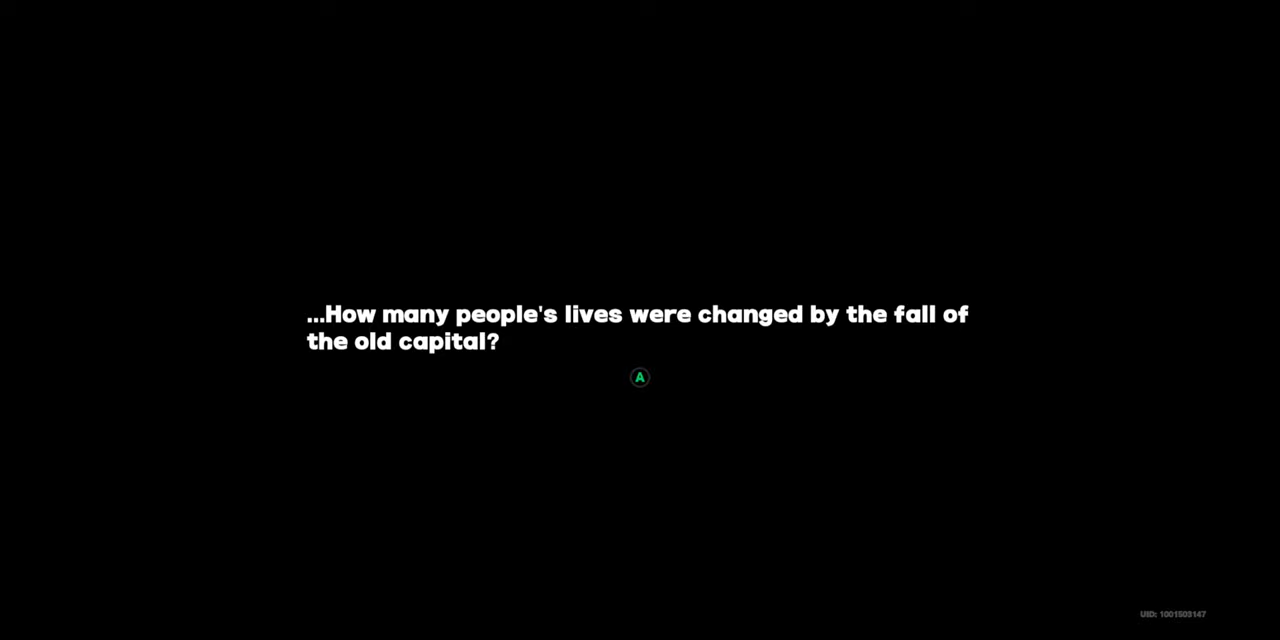 ...How many people's lives were changed by the fall of
the old capital?
A
UID: 1001503147